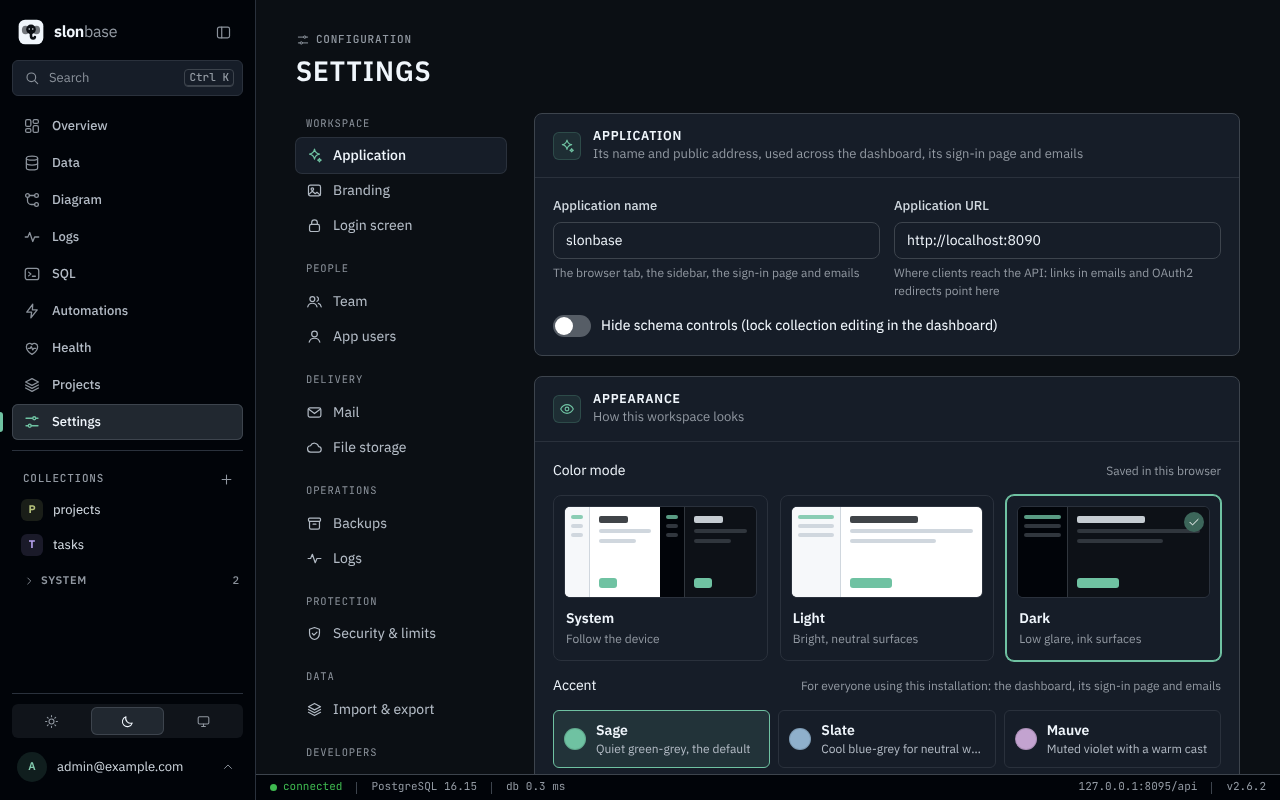 slonbase
Search
Ctrl K
Overview
Data
Diagram
Logs
SQL
Automations
Health
Projects
Settings
COLLECTIONS
P projects
T tasks
SYSTEM 2
A admin@example.com
CONFIGURATION
SETTINGS
WORKSPACE
Application
Branding
Login screen
PEOPLE
Team
App users
DELIVERY
Mail
File storage
OPERATIONS
Backups
Logs
PROTECTION
Security & limits
DATA
Import & export
DEVELOPERS
APPLICATION
Its name and public address, used across the dashboard, its sign-in page and emails
Application name
slonbase
The browser tab, the sidebar, the sign-in page and emails
Application URL
http://localhost:8090
Where clients reach the API: links in emails and OAuth2
redirects point here
Hide schema controls (lock collection editing in the dashboard)
APPEARANCE
How this workspace looks
Color mode
Saved in this browser
System
Follow the device
Light
Bright, neutral surfaces
Dark
Low glare, ink surfaces
Accent
For everyone using this installation: the dashboard, its sign-in page and emails
Sage
Quiet green-grey, the default
Slate
Cool blue-grey for neutral w...
Mauve
Muted violet with a warm cast
connected
PostgreSQL 16.15
db 0.3 ms
127.0.0.1:8095/api
v2.6.2